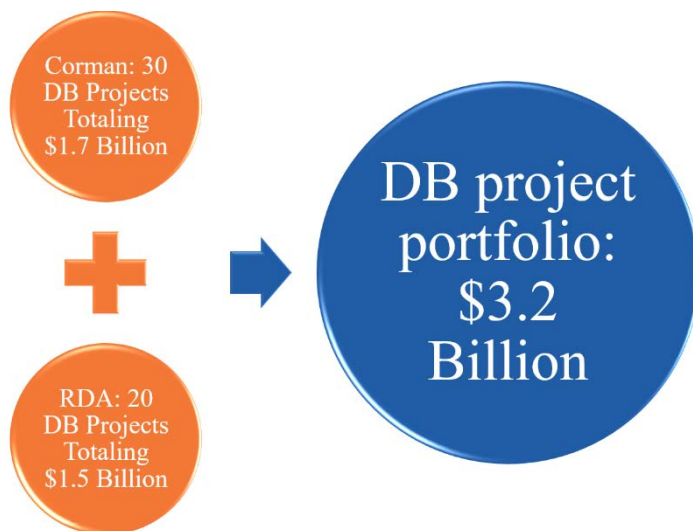 Corman: 30
DB Projects
Totaling
$1.7 Billion
RDA: 20
DB Projects
Totaling
$1.5 Billion
DB project
portfolio:
$3.2
Billion